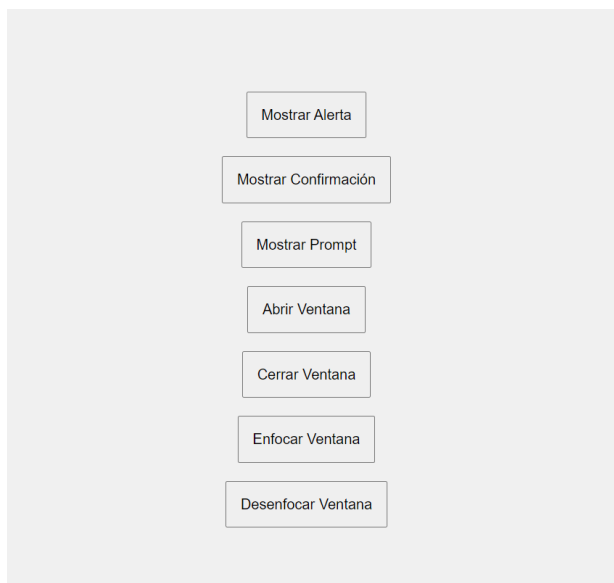 Mostrar Alerta
Mostrar Confirmación
Mostrar Prompt
Abrir Ventana
Cerrar Ventana
Enfocar Ventana
Desenfocar Ventana